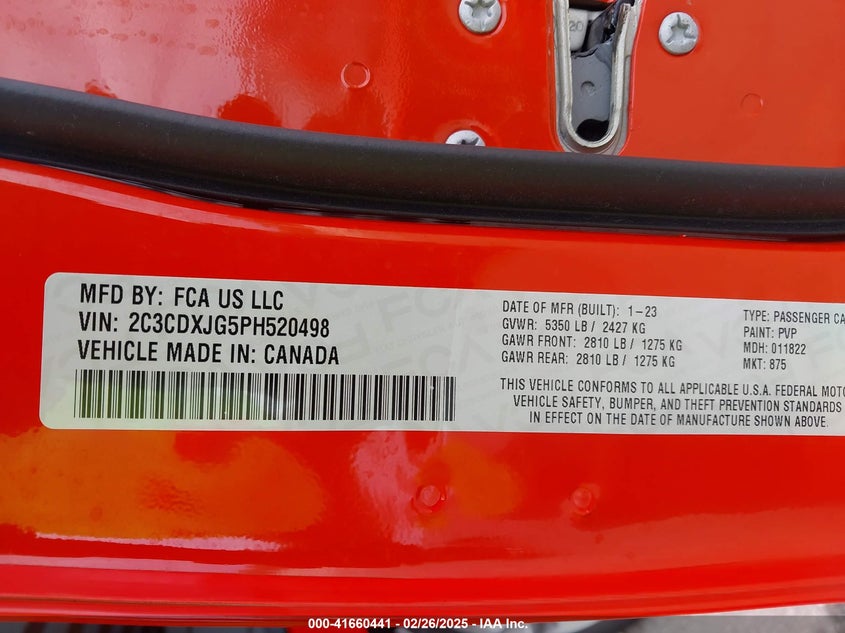 20
MFD BY: FCA US LLC
VIN: 2C3CDXJG5PH520498
VEHICLE MADE IN: CANADA
DATE OF MFR (BUILT): 1-23
GVWR: 5350 LB / 2427 KG
GAWR FRONT: 2810 LB / 1275 KG
GAWR REAR: 2810 LB / 1275 KG
TYPE: PASSENGER CA
PAINT: PVP
MDH: 011822
MKT: 875
THIS VEHICLE CONFORMS TO ALL APPLICABLE U.S.A. FEDERAL MOTO
VEHICLE SAFETY, BUMPER, AND THEFT PREVENTION STANDARDS
IN EFFECT ON THE DATE OF MANUFACTURE SHOWN ABOVE.
000-41660441 - 02/26/2025 - IAA Inc.